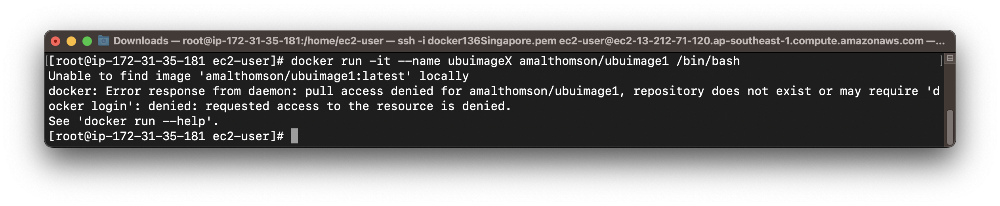 Downloads — root@ip-172-31-35-181:/home/ec2-user — ssh -i docker136Singapore.pem ec2-user@ec2-13-212-71-120.ap-southeast-1.compute.amazonaws.com —...
[[root@ip-172-31-35-181 ec2-user]# docker run -it --name ubuimageX amalthomson/ubuimage1 /bin/bash ]
Unable to find image 'amalthomson/ubuimage1:latest' locally
docker: Error response from daemon: pull access denied for amalthomson/ubuimage1, repository does not exist or may require 'd
ocker login': denied: requested access to the resource is denied.
See 'docker run --help'.
[root@ip-172-31-35-181 ec2-user]#